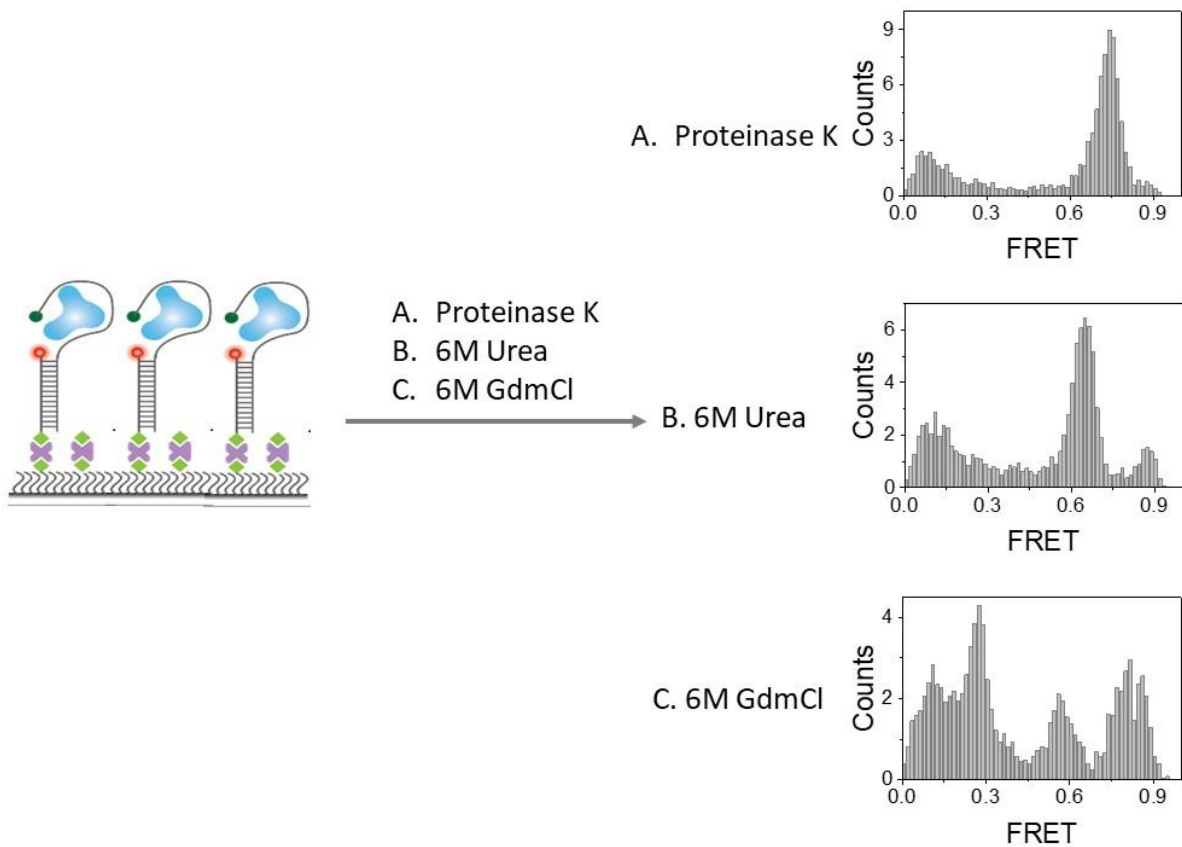 A. Proteinase K
B. 6M Urea
C. 6M GdmCl
A. Proteinase K
Counts
9
6
3
0
0.0 0.3 0.6 0.9
FRET
B. 6M Urea
Counts
6
4
2
0
0.0 0.3 0.6 0.9
FRET
C. 6M GdmCl
Counts
4
2
0
0.0 0.3 0.6 0.9
FRET